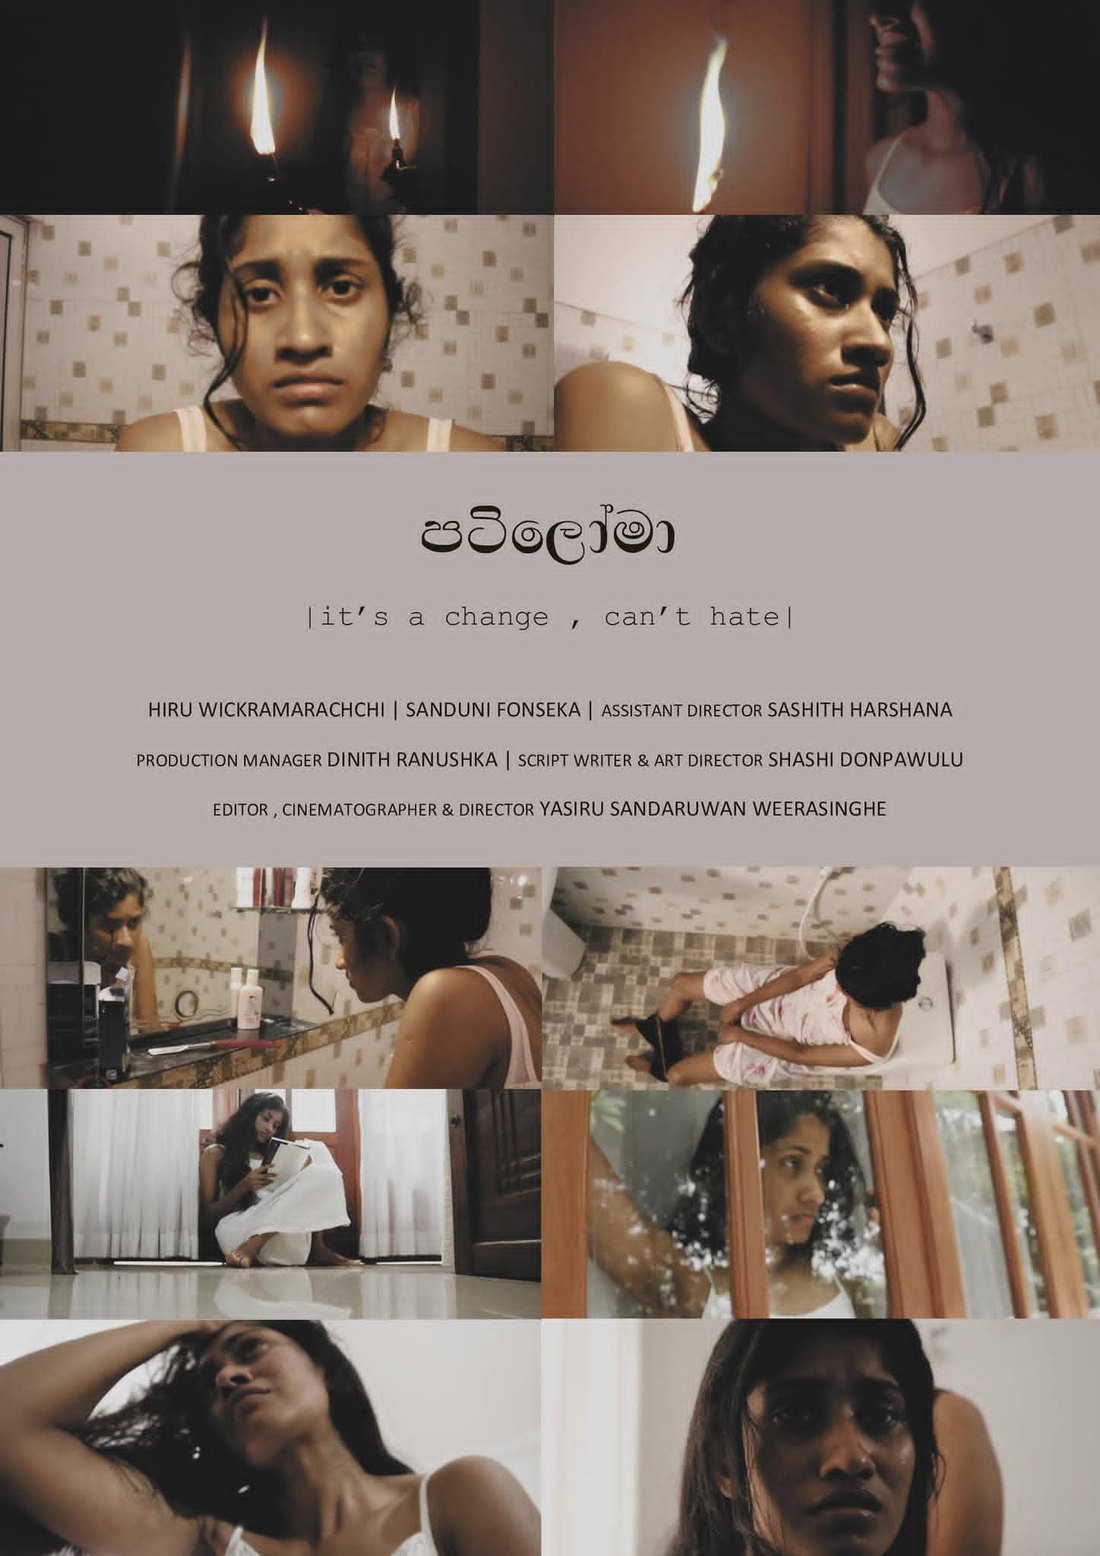 පටිලෝමා
|it’s a change , can’t hate|
HIRU WICKRAMARACHCHI | SANDUNI FONSEKA | ASSISTANT DIRECTOR SASHITH HARSHANA
PRODUCTION MANAGER DINITH RANUSHKA | SCRIPT WRITER & ART DIRECTOR SHASHI DONPAWULU
EDITOR , CINEMATOGRAPHER & DIRECTOR YASIRU SANDARUWAN WEERASINGHE